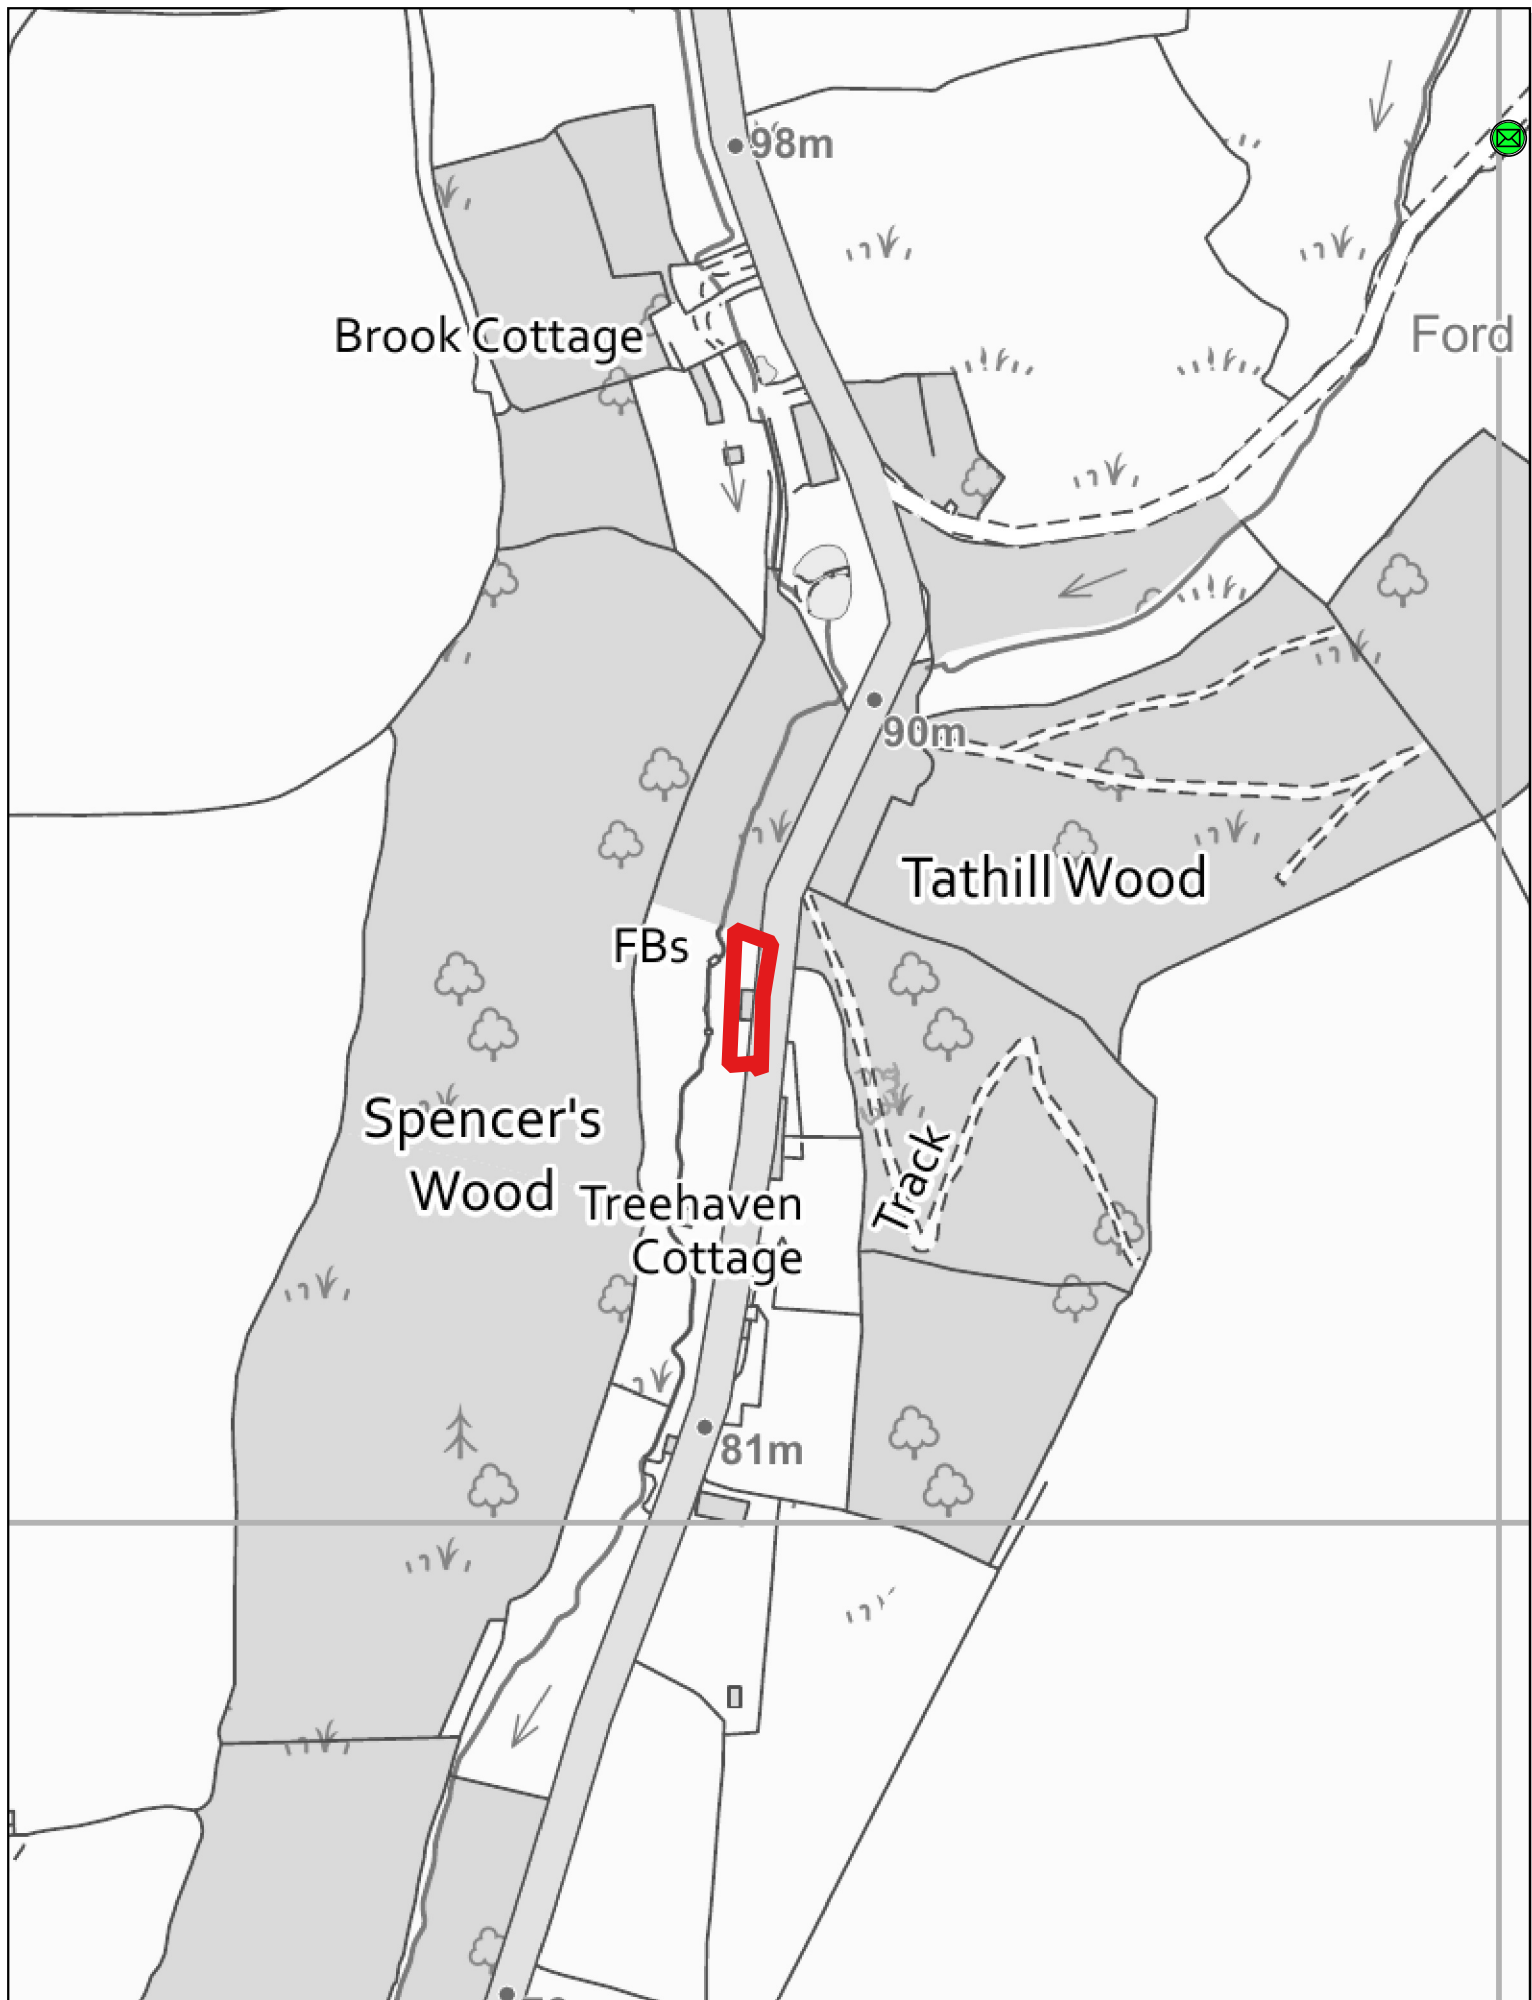 98m
Brook Cottage
Ford
90m
Tathill Wood
FBs
Spencer's
Wood
Track
Treehaven
Cottage
81m